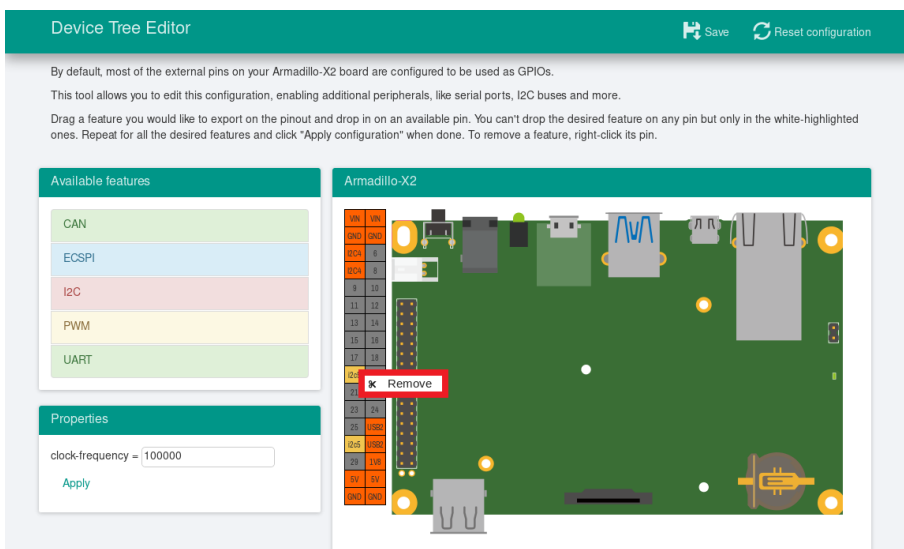 Device Tree Editor
Save
Reset configuration
By default, most of the external pins on your Armadillo-X2 board are configured to be used as GPIOs.
This tool allows you to edit this configuration, enabling additional peripherals, like serial ports, I2C buses and more.
Drag a feature you would like to export on the pinout and drop in on an available pin. You can't drop the desired feature on any pin but only in the white-highlighted
ones. Repeat for all the desired features and click "Apply configuration" when done. To remove a feature, right-click its pin.
Available features
CAN
ECSPI
I2C
PWM
UART
Properties
clock-frequency = 100000
Apply
Armadillo-X2
VIN VIN
GND GND
I2C4 6
I2C4 8
9 10
11 12
13 14
15 16
17 18
Remove
21
23 24
25 USB2
i2c5 USB2
29 1V8
5V 5V
GND GND